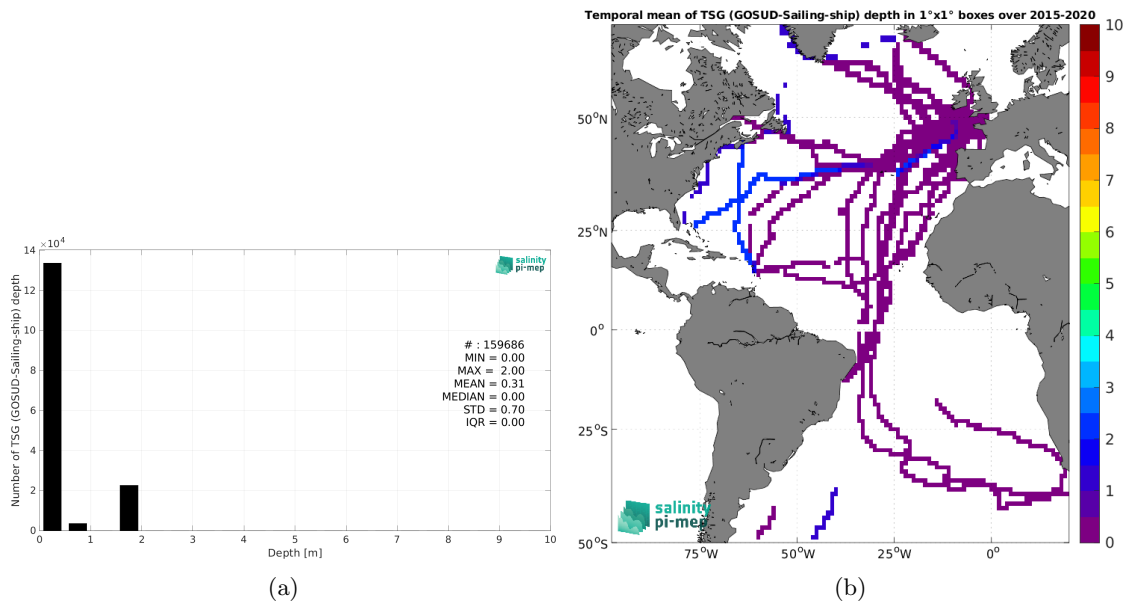 14
×10⁴
12
10
8
6
4
2
0
Number of TSG (GOSUD-Sailing-ship) depth
salinity
pi-mep
# : 159686
MIN = 0.00
MAX = 2.00
MEAN = 0.31
MEDIAN = 0.00
STD = 0.70
IQR = 0.00
0 1 2 3 4 5 6 7 8 9 10
Depth [m]
(a)
Temporal mean of TSG (GOSUD-Sailing-ship) depth in 1°x1° boxes over 2015-2020
50°N
25°N
0°
25°S
50°S
75°W 50°W 25°W 0°
salinity
pi-mep
10
9
8
7
6
5
4
3
2
1
0
(b)